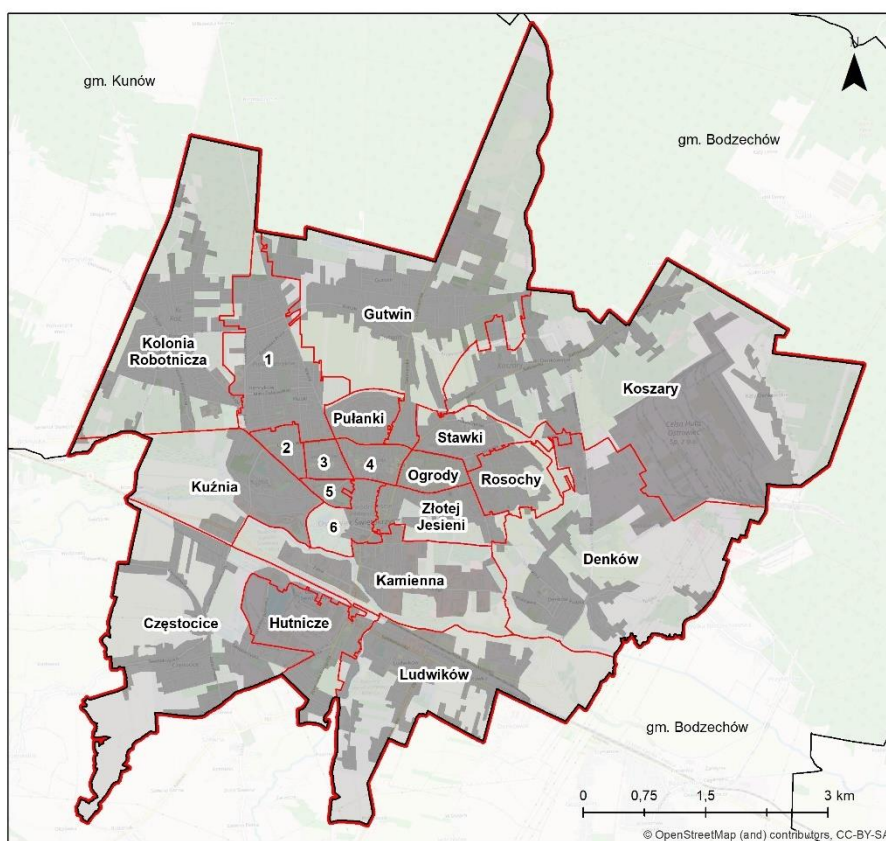 N
gm. Kunów
gm. Bodzechów
Gutwin
Kolonia
Robotnicza
1
Koszary
Pułanki
Stawki
2
3
4
Ogrody
Rosochy
Kuźnia
5
Złotej
Jesieni
6
Denków
Kamienna
Częstocice
Hutnicze
Ludwików
gm. Bodzechów
0 0,75 1,5 3 km
© OpenStreetMap (and) contributors, CC-BY-SA